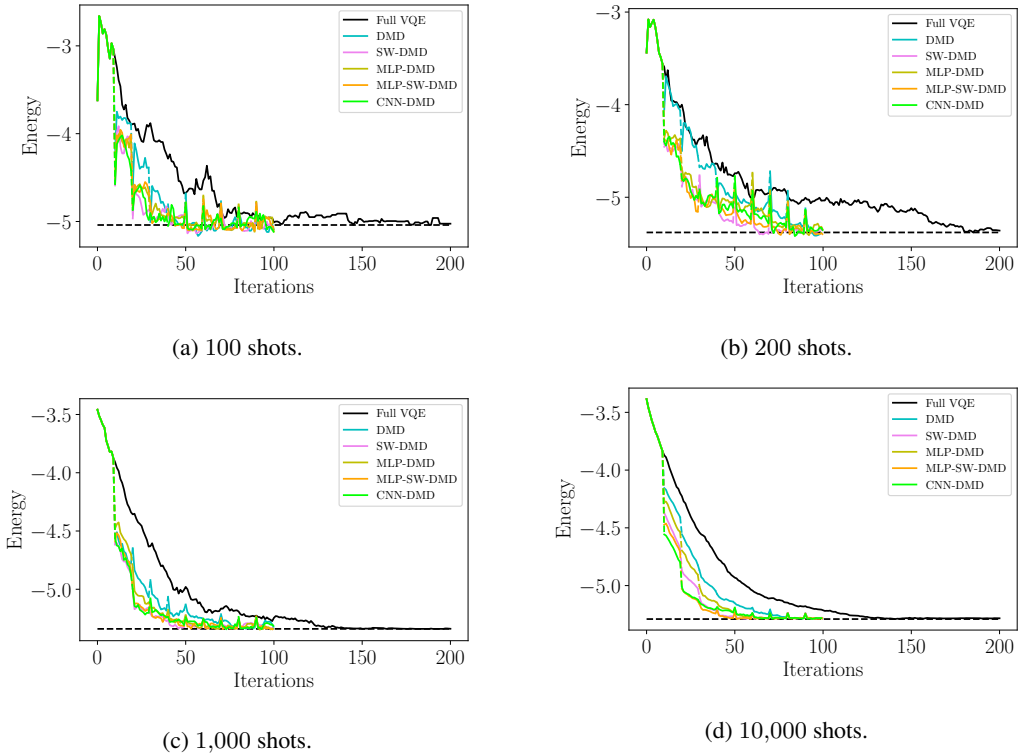 −3
−4
−5
Energy
0
50
100
150
200
Iterations
Full VQE
DMD
SW-DMD
MLP-DMD
MLP-SW-DMD
CNN-DMD
(a) 100 shots.
−3
−4
−5
Energy
0
50
100
150
200
Iterations
Full VQE
DMD
SW-DMD
MLP-DMD
MLP-SW-DMD
CNN-DMD
(b) 200 shots.
−3.5
−4.0
−4.5
−5.0
Energy
0
50
100
150
200
Iterations
Full VQE
DMD
SW-DMD
MLP-DMD
MLP-SW-DMD
CNN-DMD
(c) 1,000 shots.
−3.5
−4.0
−4.5
−5.0
Energy
0
50
100
150
200
Iterations
Full VQE
DMD
SW-DMD
MLP-DMD
MLP-SW-DMD
CNN-DMD
(d) 10,000 shots.